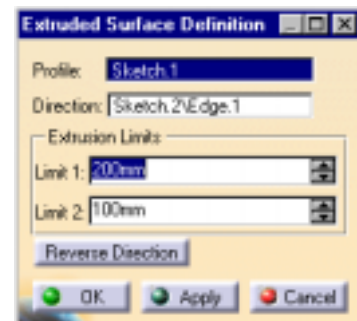 Extruded Surface Definition
Profile: Sketch.1
Direction: Sketch.2\Edge.1
Extrusion Limits
Limit 1: 200mm
Limit 2: 100mm
Reverse Direction
OK Apply Cancel